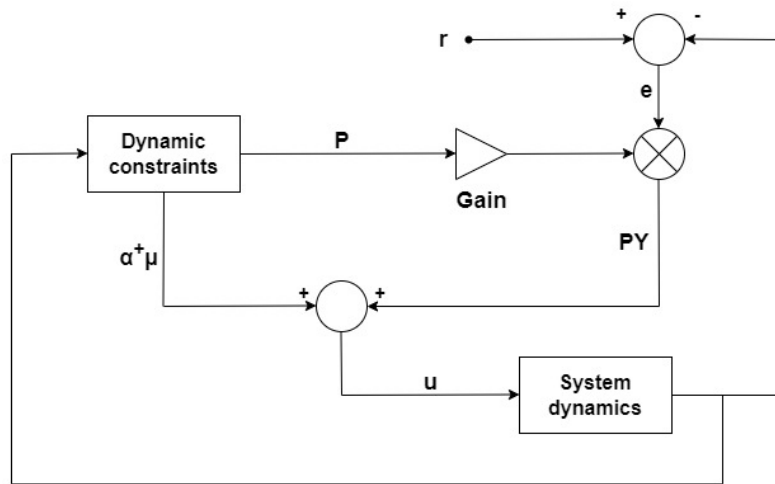 + -
r
e
Dynamic
constraints
P
Gain
α⁺μ
PY
+ +
u
System
dynamics